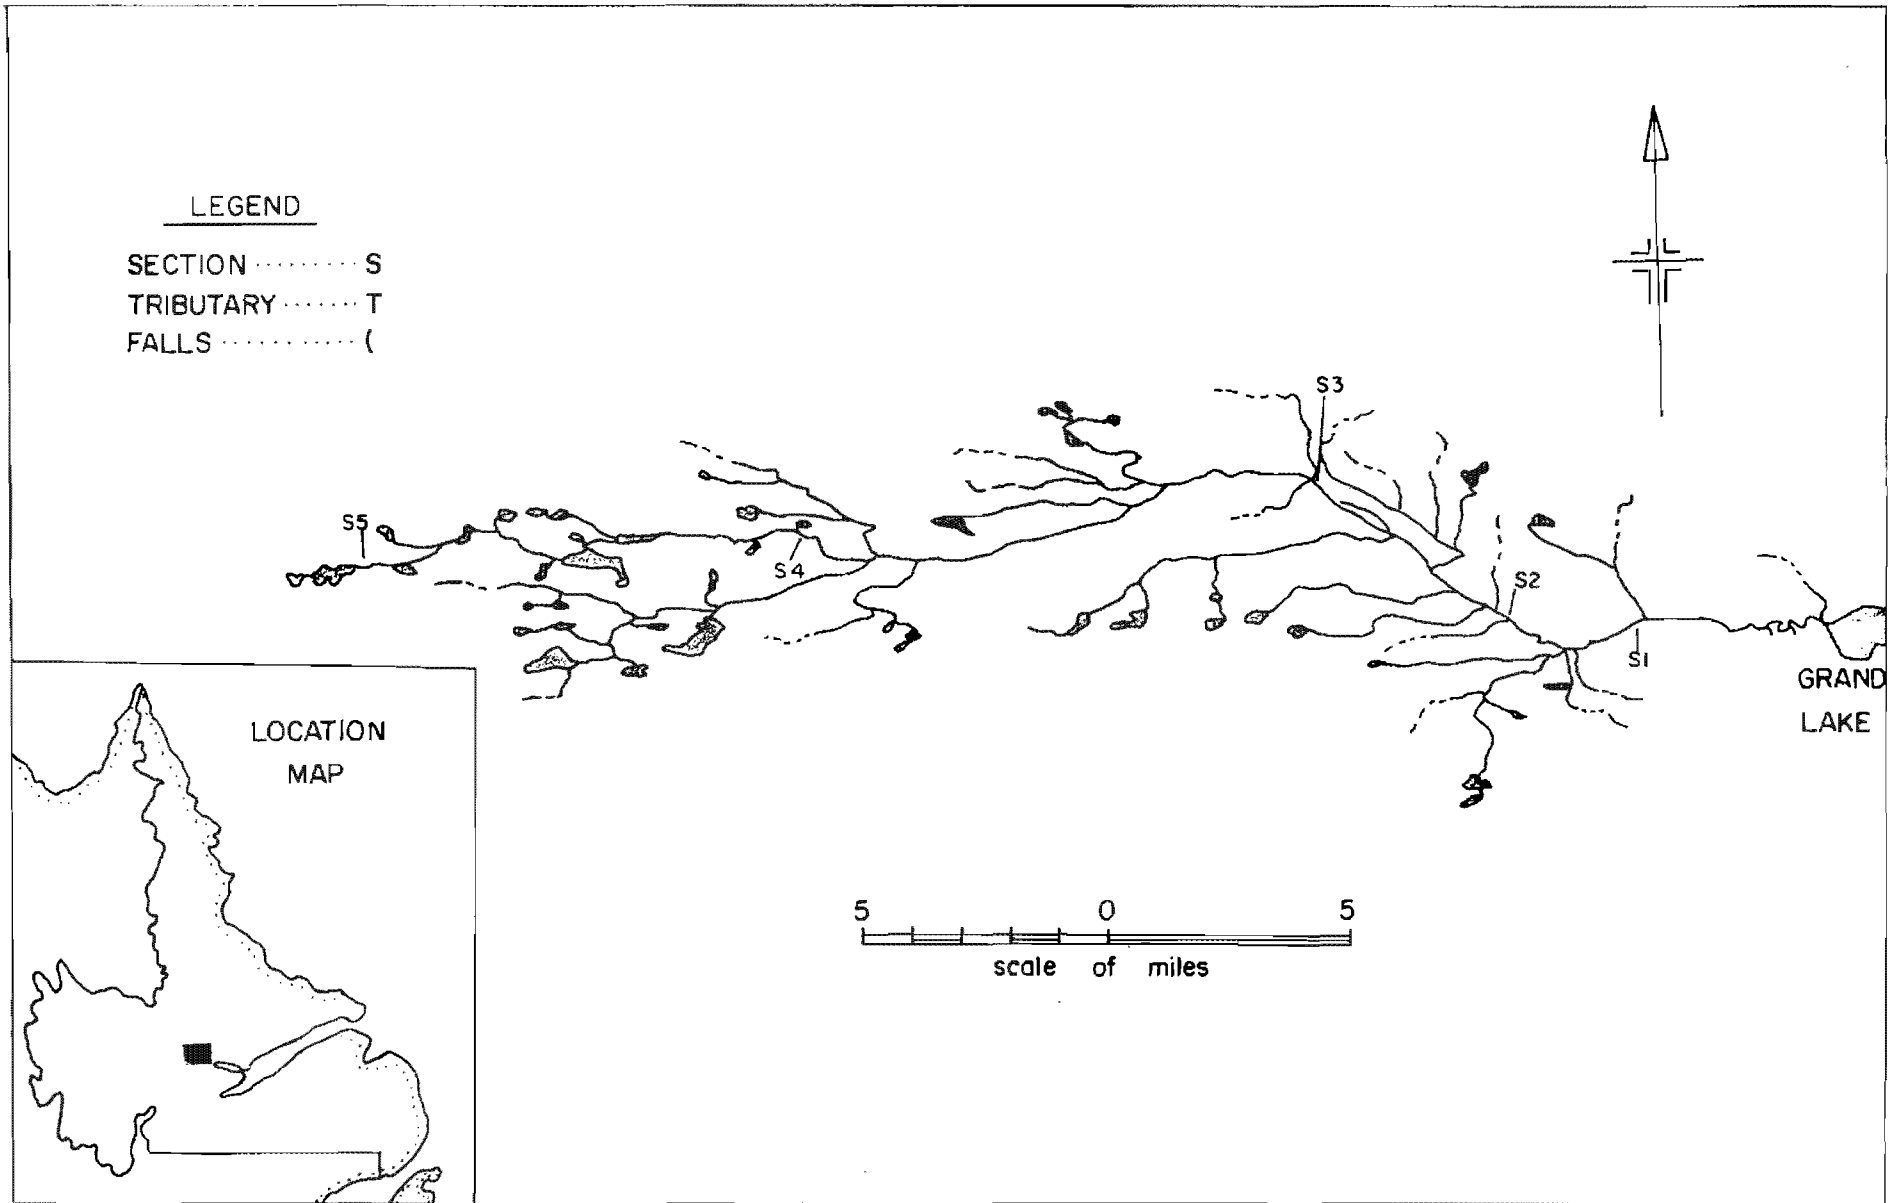 LEGEND
SECTION ......... S
TRIBUTARY ....... T
FALLS ........... (
S3
S5
S4
S2
S1
GRAND
LAKE
LOCATION
MAP
5 0 5
scale of miles